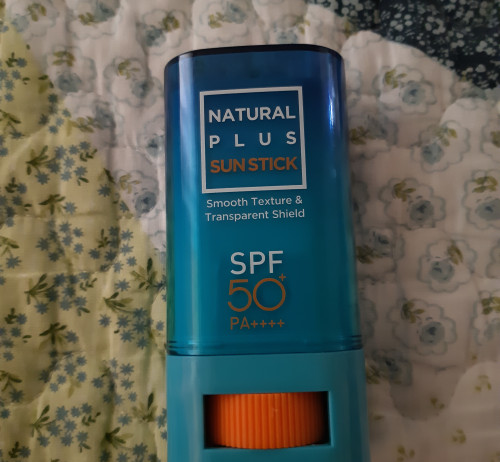 NATURAL
PLUS
SUN STICK
Smooth Texture &
Transparent Shield
SPF
50+
PA++++